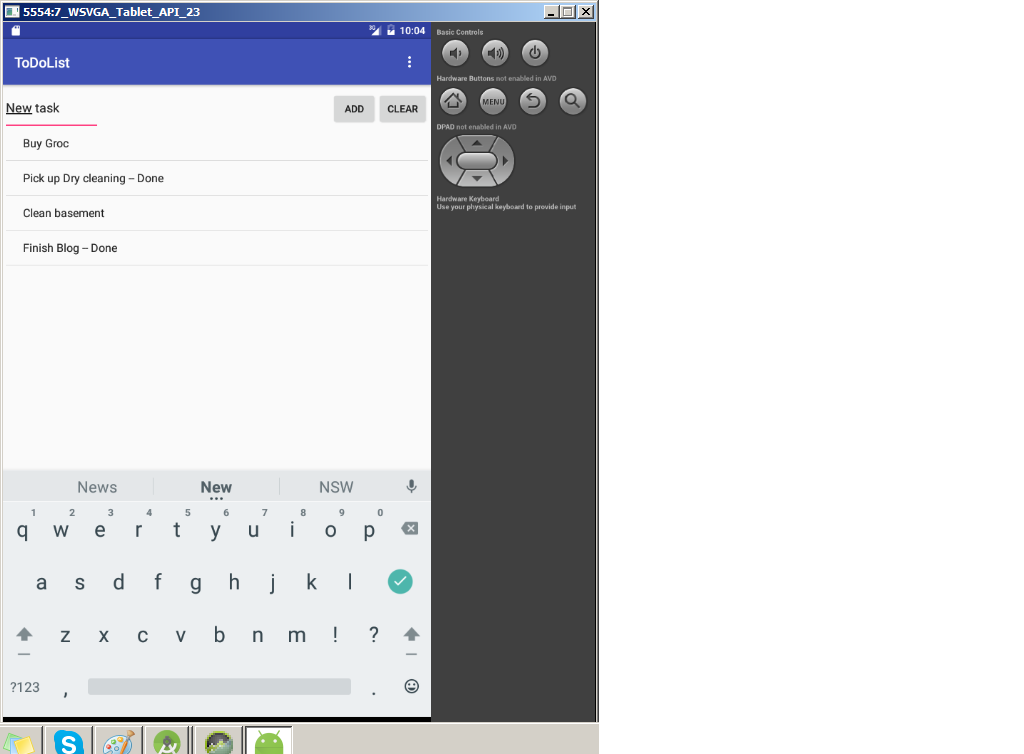 5554:7_WSVGA_Tablet_API_23
3G 10:04
ToDoList
New task
ADD CLEAR
Buy Groc
Pick up Dry cleaning – Done
Clean basement
Finish Blog – Done
Basic Controls
Hardware Buttons not enabled in AVD
MENU
DPAD not enabled in AVD
Hardware Keyboard
Use your physical keyboard to provide input
News New NSW
1 2 3 4 5 6 7 8 9 0
q w e r t y u i o p
a s d f g h j k l
z x c v b n m ! ?
?123 , .
S